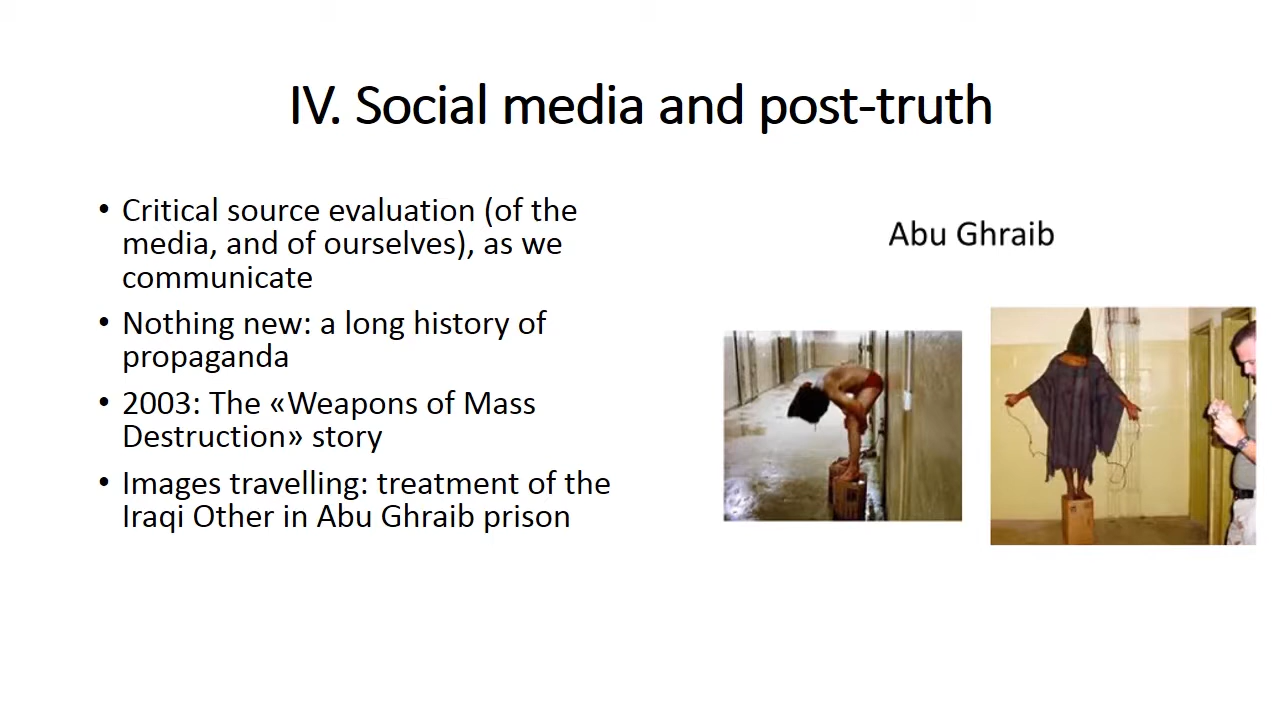 IV. Social media and post-truth
• Critical source evaluation (of the
media, and of ourselves), as we
communicate
• Nothing new: a long history of
propaganda
• 2003: The «Weapons of Mass
Destruction» story
• Images travelling: treatment of the
Iraqi Other in Abu Ghraib prison
Abu Ghraib